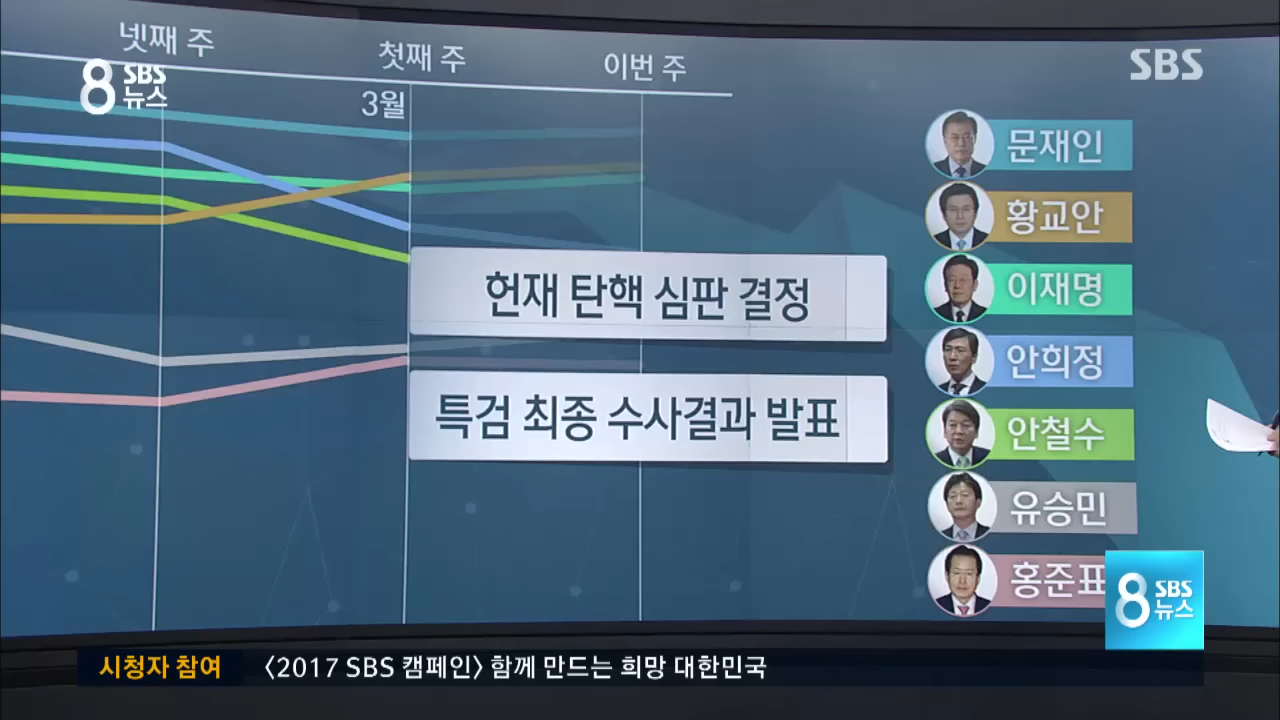 넷째 주
첫째 주
이번 주
SBS
8 SBS
뉴스
3월
문재인
황교안
이재명
헌재 탄핵 심판 결정
안희정
특검 최종 수사결과 발표
안철수
유승민
홍준표
8 SBS
뉴스
시청자 참여 〈2017 SBS 캠페인〉 함께 만드는 희망 대한민국